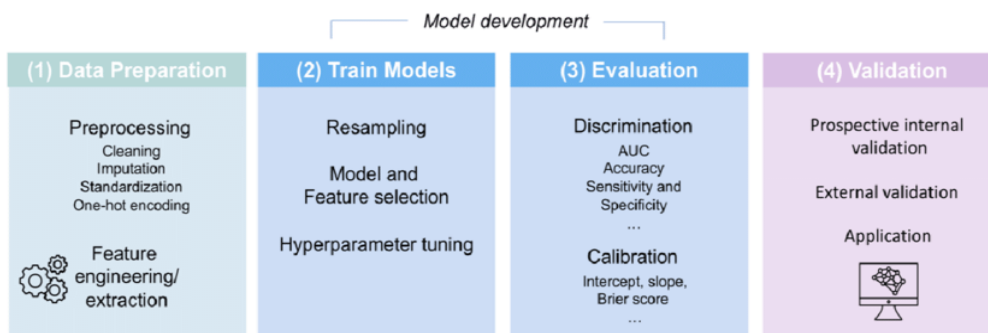 Model development
(1) Data Preparation
Preprocessing
Cleaning
Imputation
Standardization
One-hot encoding
Feature
engineering/
extraction
(2) Train Models
Resampling
Model and
Feature selection
Hyperparameter tuning
(3) Evaluation
Discrimination
AUC
Accuracy
Sensitivity and
Specificity
...
Calibration
Intercept, slope,
Brier score
...
(4) Validation
Prospective internal
validation
External validation
Application